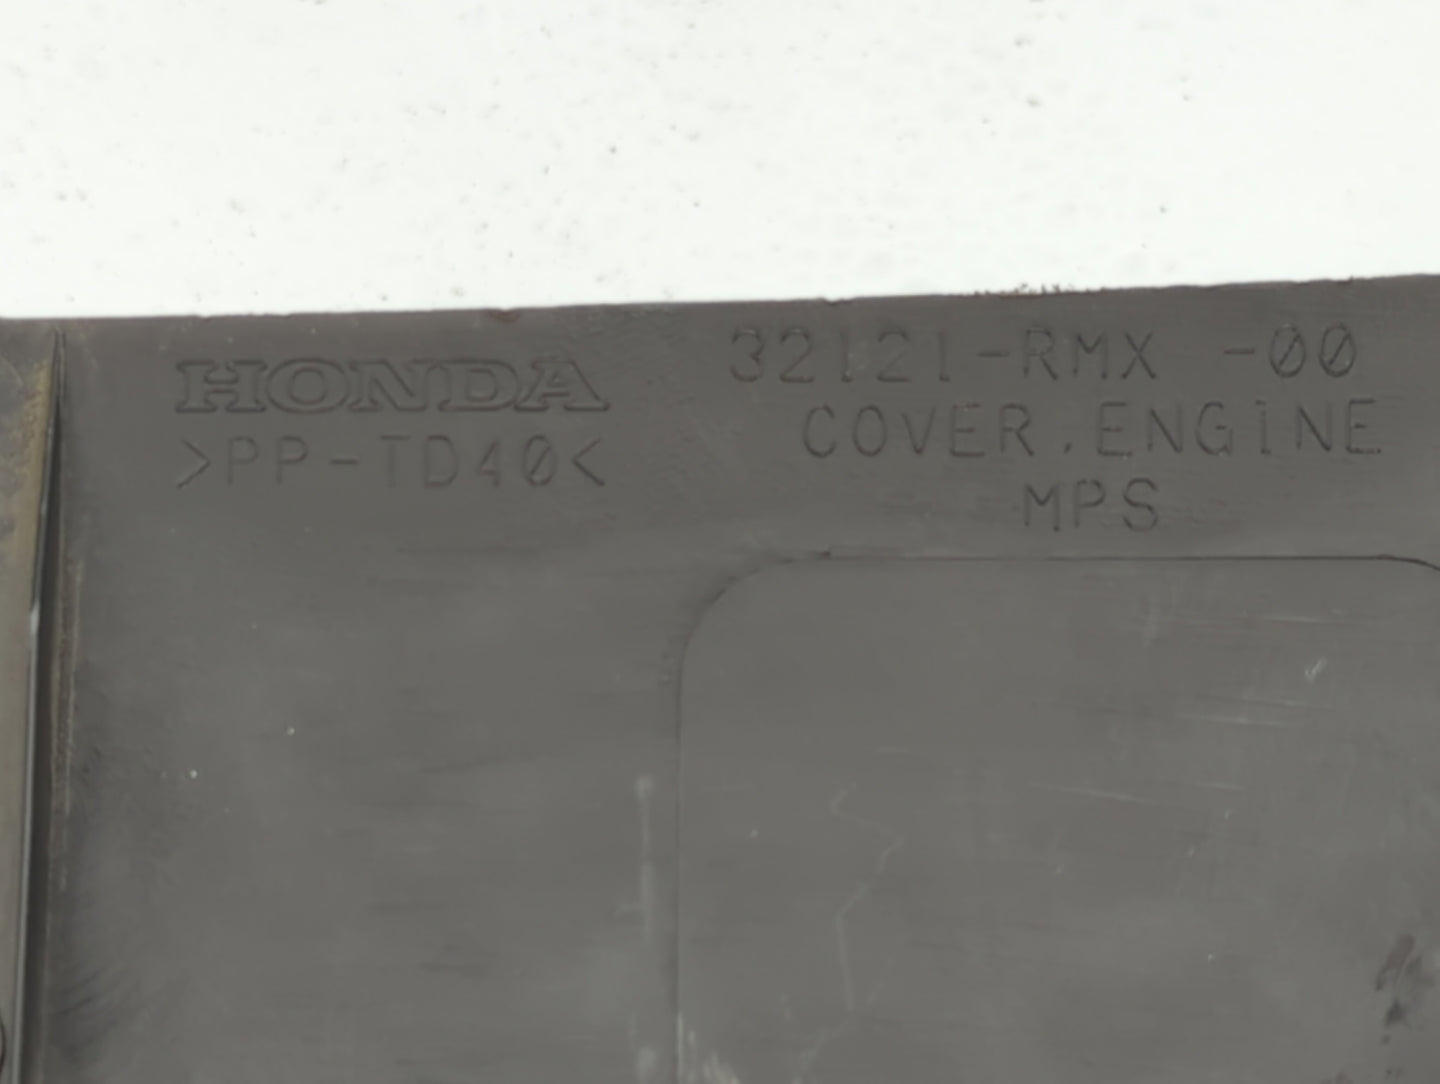 HONDA
>PP-TD40<
32121-RMX -00
COVER,ENGINE
MPS